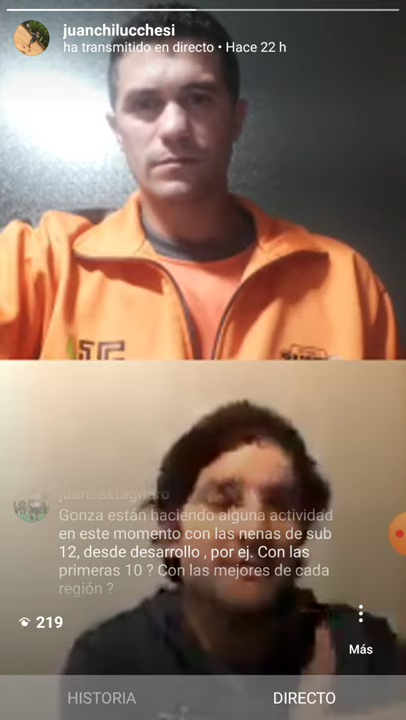 juanchilucchesi
ha transmitido en directo • Hace 22 h
juancastagnaro
Gonza están haciendo alguna actividad
en este momento con las nenas de sub
12, desde desarrollo , por ej. Con las
primeras 10 ? Con las mejores de cada
región ?
219
Más
HISTORIA
DIRECTO